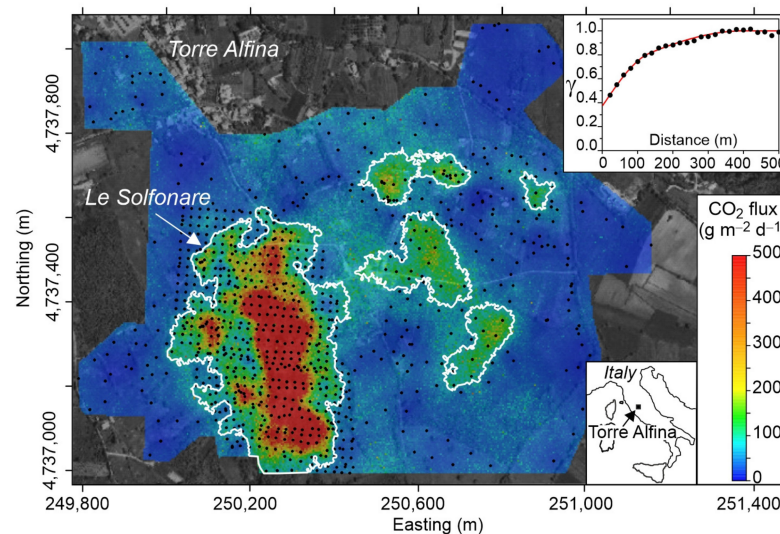 Torre Alfina
Le Solfonare
Northing (m)
4,737,800
4,737,400
4,737,000
249,800
250,200
250,600
251,000
251,400
Easting (m)
γ
1.0
0.8
0.6
0.4
0.2
0.0
0
100
200
300
400
500
Distance (m)
CO₂ flux
(g m⁻² d⁻¹)
500
400
300
200
100
0
Italy
Torre Alfina